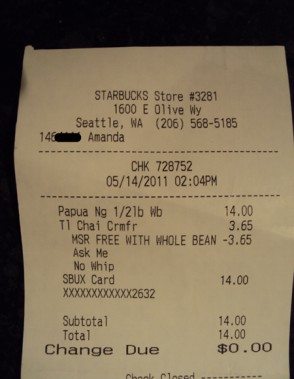 STARBUCKS Store #3281
1600 E Olive Wy
Seattle, WA (206) 568-5185
Amanda
CHK 728752
05/14/2011 02:04PM
Papua Ng 1/2lb Wb 14.00
Tl Chai Crmfr 3.65
MSR FREE WITH WHOLE BEAN -3.65
Ask Me
No Whip
SBUX Card 14.00
XXXXXXXXXXXX2632
Subtotal 14.00
Total 14.00
Change Due $0.00
Check Closed